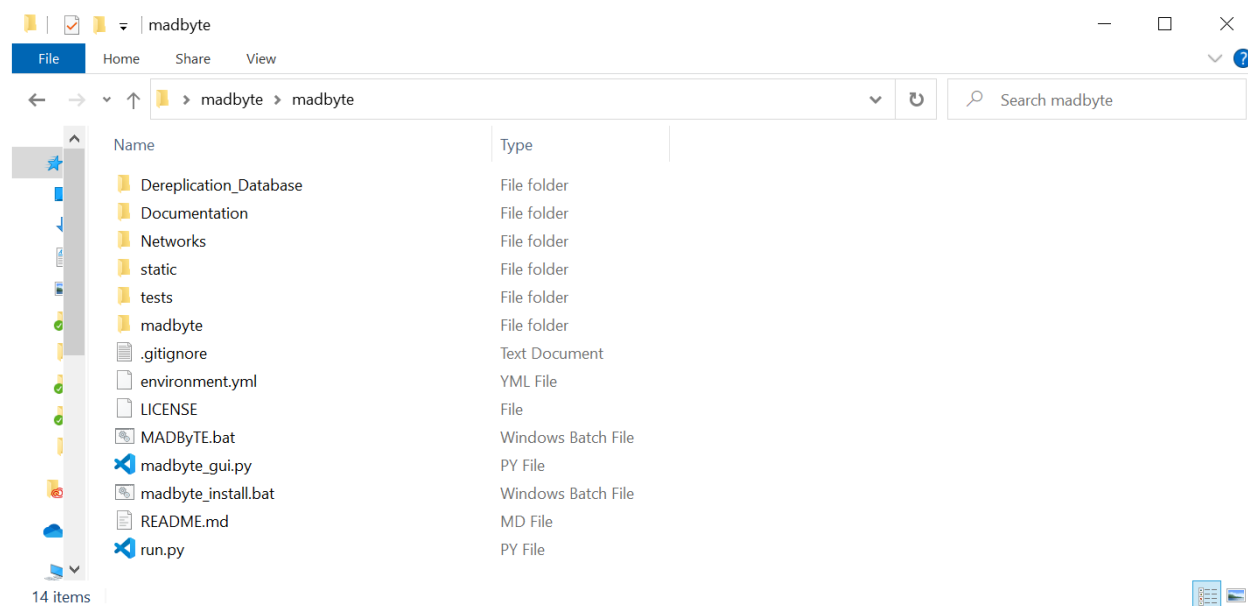 madbyte
File Home Share View
?
madbyte madbyte Search madbyte
Name Type
Dereplication_Database File folder
Documentation File folder
Networks File folder
static File folder
tests File folder
madbyte File folder
.gitignore Text Document
environment.yml YML File
LICENSE File
MADByTE.bat Windows Batch File
madbyte_gui.py PY File
madbyte_install.bat Windows Batch File
README.md MD File
run.py PY File
14 items